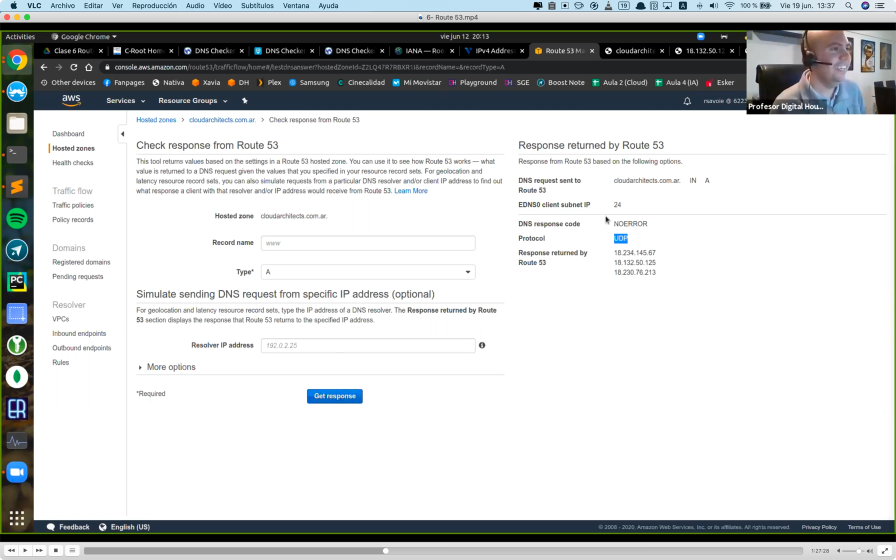 VLC Archivo Editar Ver Reproducción Audio Vídeo Subtítulos Ventana Ayuda 19 100 % Vie 19 jun. 13:37
6- Route 53.mp4
Activities Google Chrome vie jun 12 20:13
Clase 6 Route C-Root Hom DNS Checker DNS Checker DNS Checker IANA — Roo IPV4 Address Route 53 Ma cloudarchitec 18.132.50.12
console.aws.amazon.com/route53/trafficflow/home#/testdnsanswer?hostedZoneId=Z2LQ47R7RBXR1I&recordName=&recordType=A
Otro Deezer Fanpages Nativa Xavia Cinecalidad Mixing Mastering Serfi Boost Note Aula 2 (Cloud) Aula 4 (Cloud) Esker
aws Services Resource Groups rsavoie @ 622
Profesor Digital Hou...
Hosted zones cloudarchitects.com.ar. Check response from Route 53
Dashboard
Hosted zones
Health checks
Traffic flow
Traffic policies
Policy records
Domains
Registered domains
Pending requests
Resolver
VPCs
Inbound endpoints
Outbound endpoints
Rules
Check response from Route 53
This tool returns values based on the settings in a Route 53 hosted zone. You can use it to see how Route 53 works — what
value is returned to a DNS request given the values that you specified in your resource record sets. For geolocation and
latency resource record sets, you can also simulate requests from a particular DNS resolver and/or client IP address to find out
what response a client with that resolver and/or IP address would receive from Route 53. Learn More
Hosted zone cloudarchitects.com.ar.
Record name www
Type* A
Simulate sending DNS request from specific IP address (optional)
For geolocation and latency resource record sets, type the IP address of a DNS resolver. The Response returned by Route
53 section displays the response that Route 53 returns to the specified IP address.
Resolver IP address 192.0.2.25
More options
*Required Get response
Response returned by Route 53
Response from Route 53 based on the following options.
DNS request sent to cloudarchitects.com.ar. IN A
Route 53
EDNS0 client subnet IP 24
DNS response code NOERROR
Protocol UDP
Response returned by 18.234.145.67
Route 53 18.132.50.125
18.230.76.213
Feedback English (US) © 2008 - 2020, Amazon Web Services, Inc. or its affiliates. All rights reserved. Privacy Policy Terms of Use
1:27:28